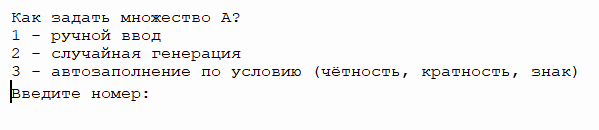 Как задать множество A?
1 – ручной ввод
2 – случайная генерация
3 – автозаполнение по условию (чётность, кратность, знак)
Введите номер: